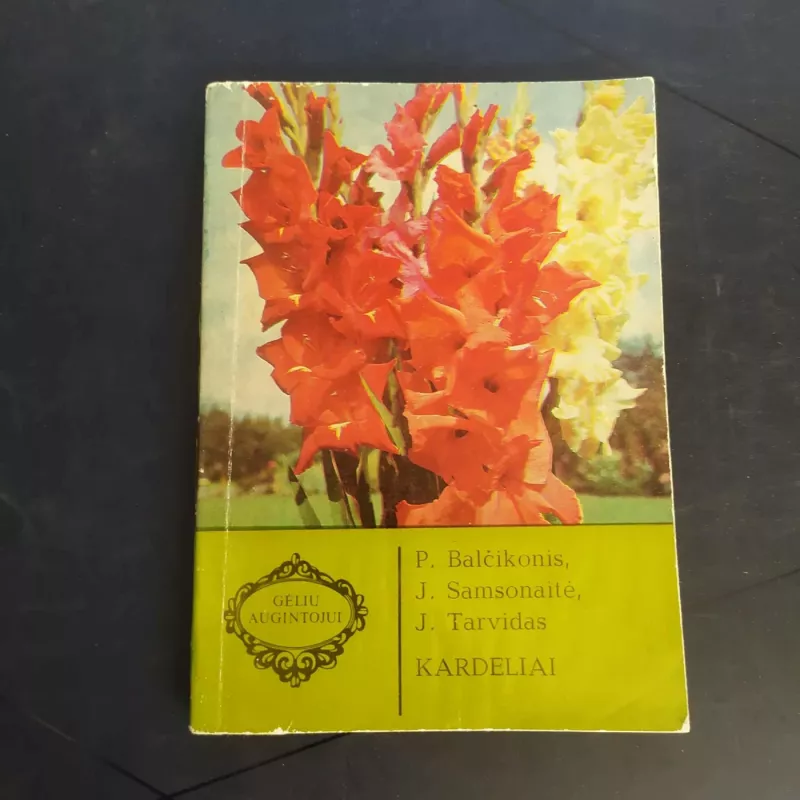 GĖLIŲ
AUGINTOJUI
P. Balčikonis,
J. Samsonaitė,
J. Tarvidas
KARDELIAI